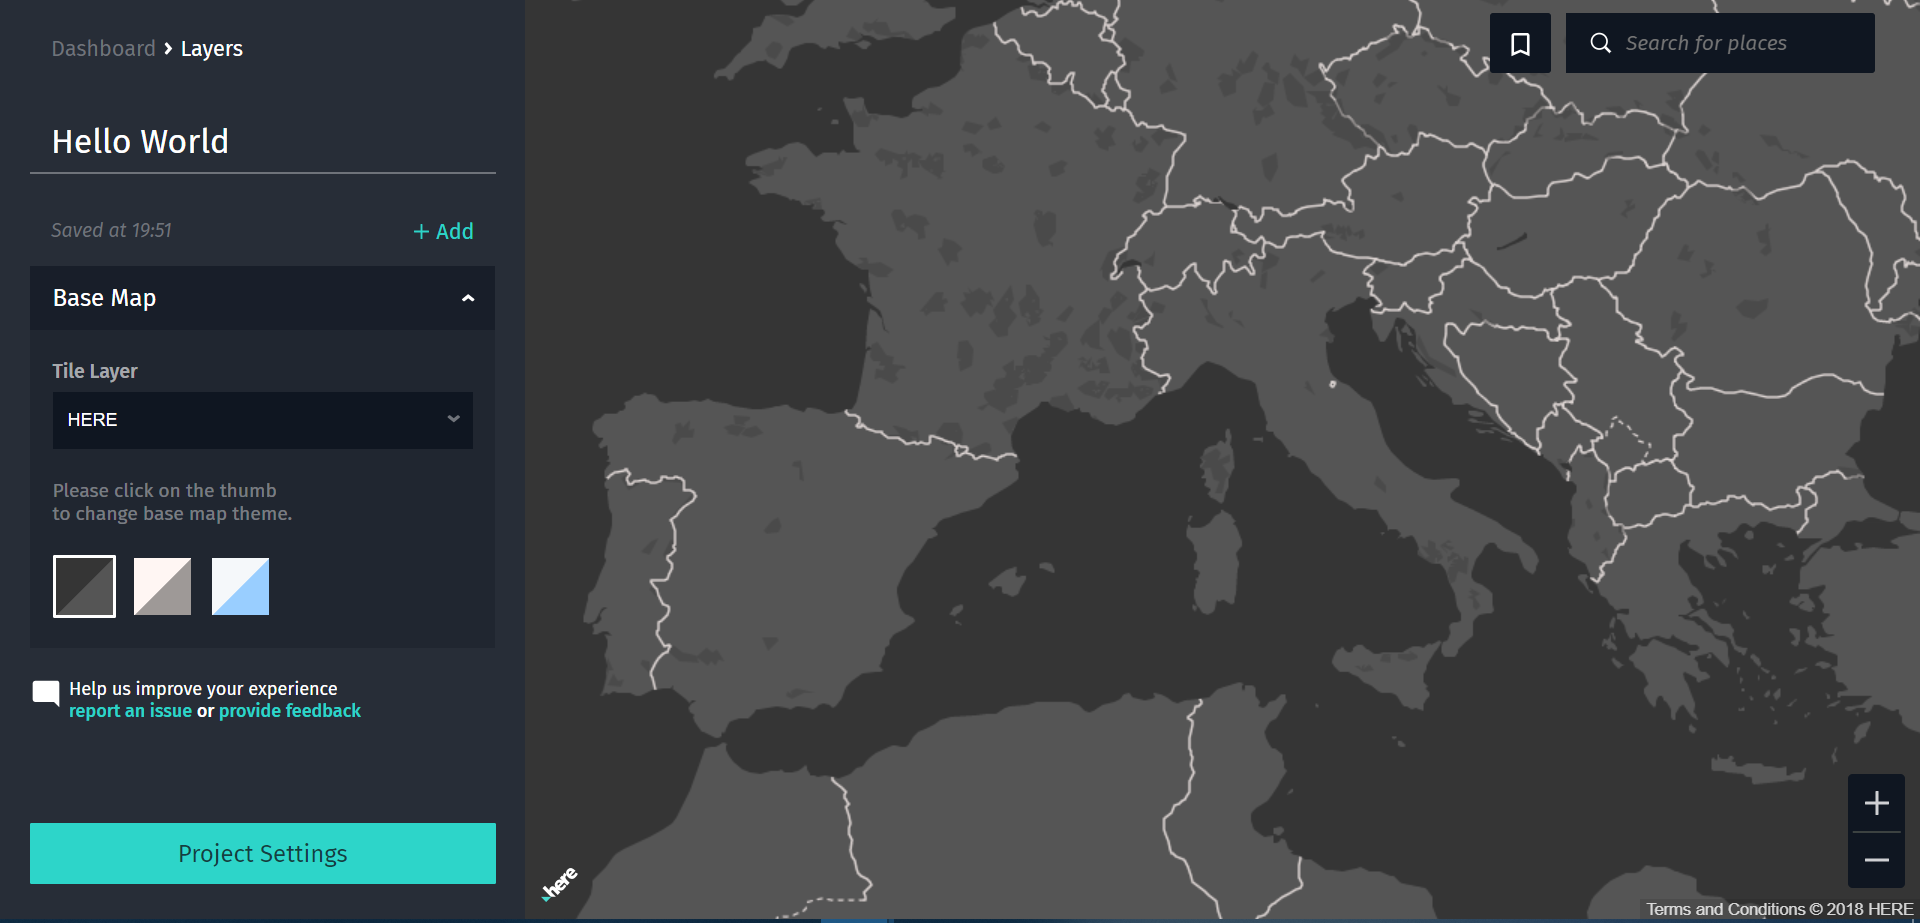 Dashboard › Layers
Hello World
Saved at 19:51
+ Add
Base Map
Tile Layer
HERE
Please click on the thumb
to change base map theme.
Help us improve your experience
report an issue or provide feedback
Project Settings
Search for places
here
Terms and Conditions © 2018 HERE